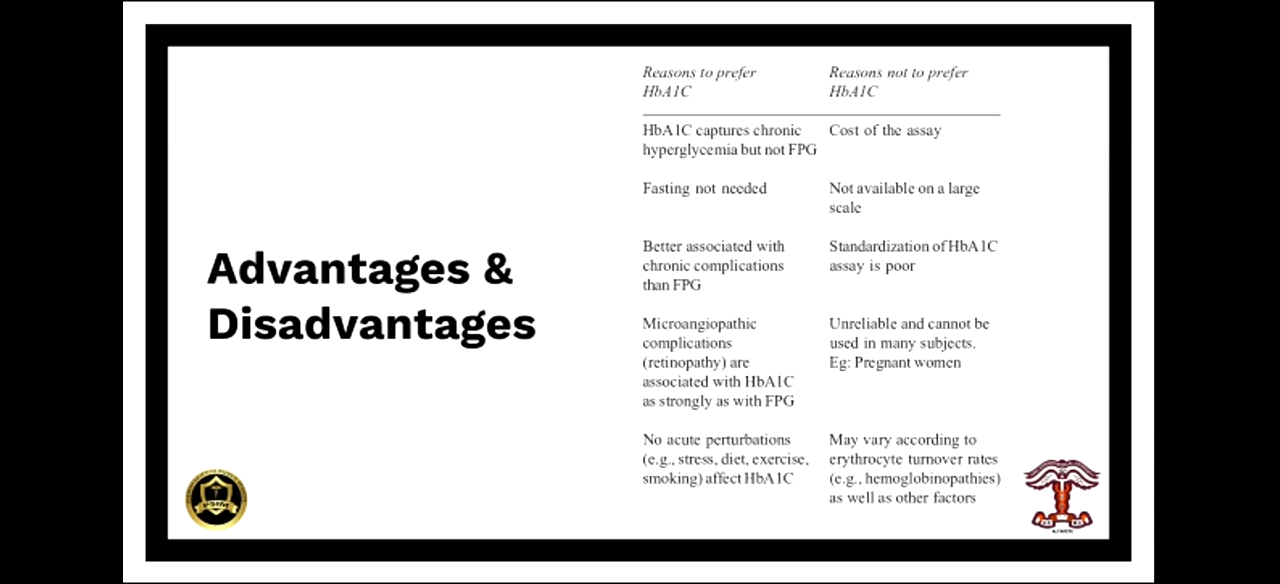 Advantages &
Disadvantages
Reasons to prefer
HbA1C
Reasons not to prefer
HbA1C
HbA1C captures chronic
hyperglycemia but not FPG
Cost of the assay
Fasting not needed
Not available on a large
scale
Better associated with
chronic complications
than FPG
Standardization of HbA1C
assay is poor
Microangiopathic
complications
(retinopathy) are
associated with HbA1C
as strongly as with FPG
Unreliable and cannot be
used in many subjects.
Eg: Pregnant women
No acute perturbations
(e.g., stress, diet, exercise,
smoking) affect HbA1C
May vary according to
erythrocyte turnover rates
(e.g., hemoglobinopathies)
as well as other factors